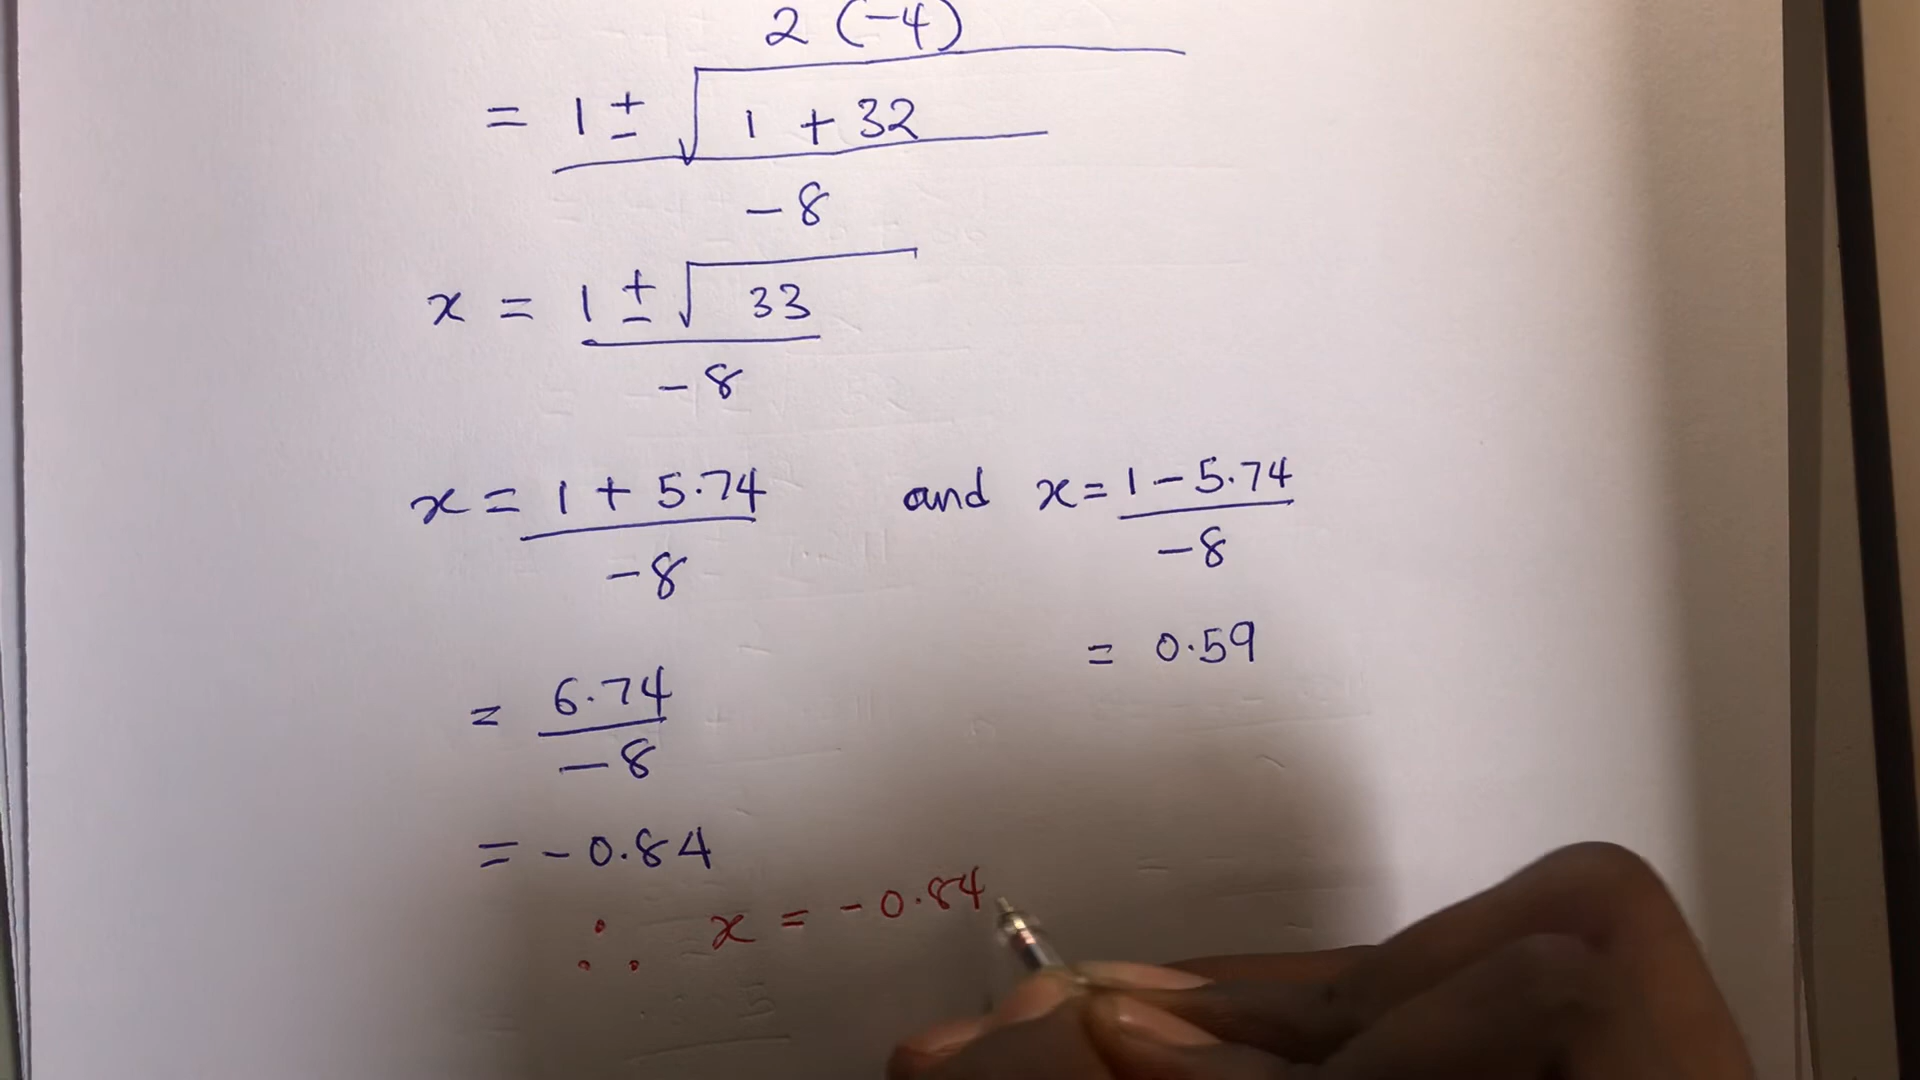 2 (-4)
= 1 ± √ 1 + 32
-8
x = 1 ± √ 33
-8
x = 1 + 5.74 and x = 1 - 5.74
-8 -8
= 0.59
= 6.74
-8
= - 0.84
∴ x = - 0.84